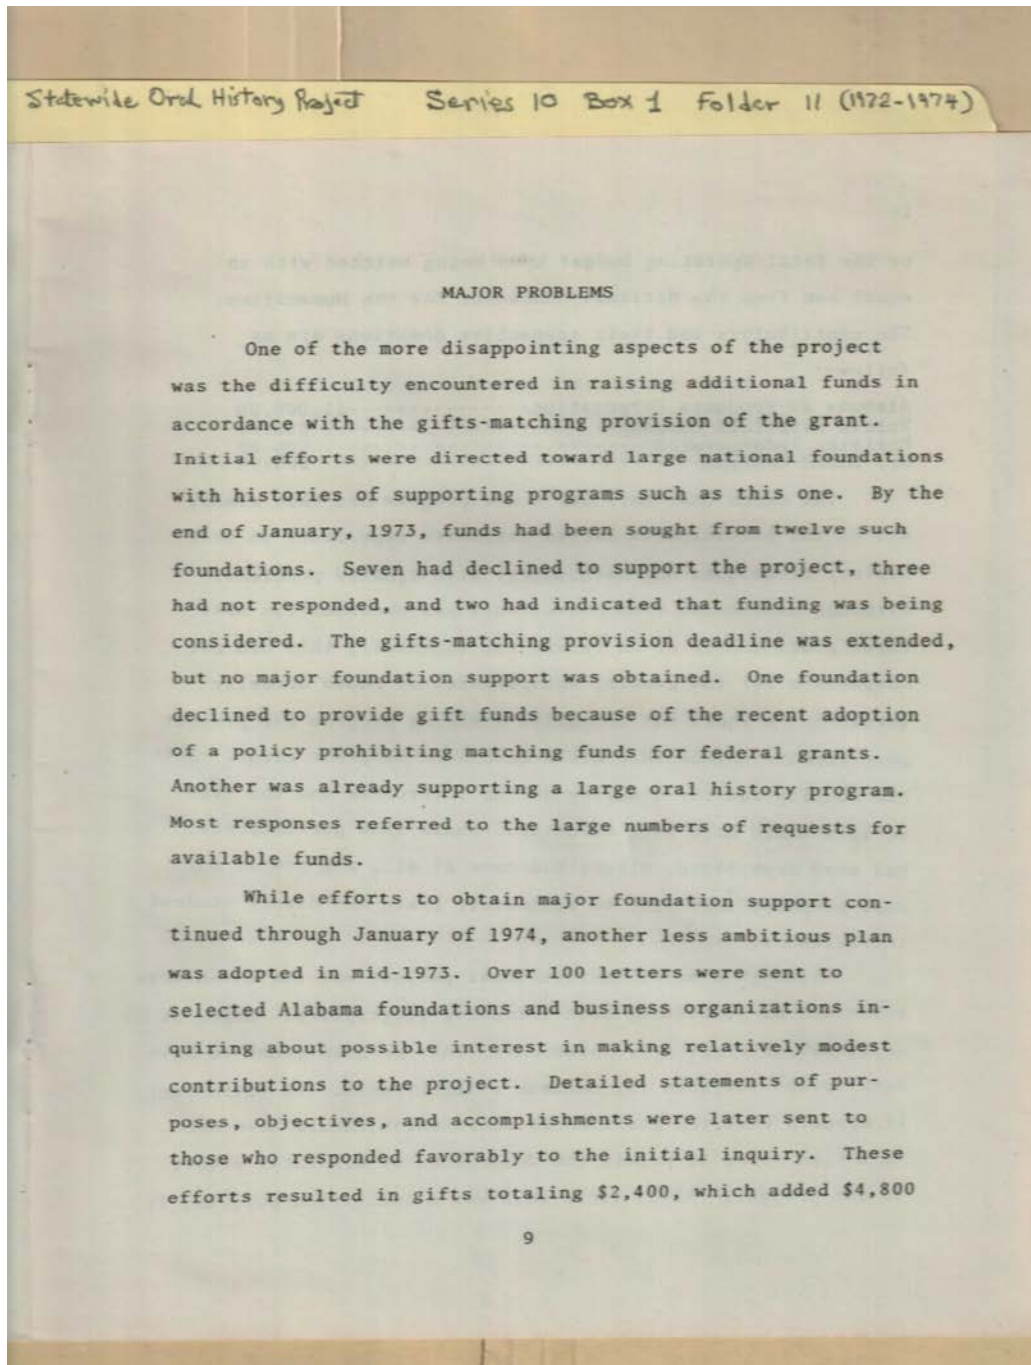 Statewide Oral History Project Series 10 Box 1 Folder 11 (1972-1974)
MAJOR PROBLEMS
One of the more disappointing aspects of the project
was the difficulty encountered in raising additional funds in
accordance with the gifts-matching provision of the grant.
Initial efforts were directed toward large national foundations
with histories of supporting programs such as this one. By the
end of January, 1973, funds had been sought from twelve such
foundations. Seven had declined to support the project, three
had not responded, and two had indicated that funding was being
considered. The gifts-matching provision deadline was extended,
but no major foundation support was obtained. One foundation
declined to provide gift funds because of the recent adoption
of a policy prohibiting matching funds for federal grants.
Another was already supporting a large oral history program.
Most responses referred to the large numbers of requests for
available funds.
While efforts to obtain major foundation support con-
tinued through January of 1974, another less ambitious plan
was adopted in mid-1973. Over 100 letters were sent to
selected Alabama foundations and business organizations in-
quiring about possible interest in making relatively modest
contributions to the project. Detailed statements of pur-
poses, objectives, and accomplishments were later sent to
those who responded favorably to the initial inquiry. These
efforts resulted in gifts totaling $2,400, which added $4,800
9